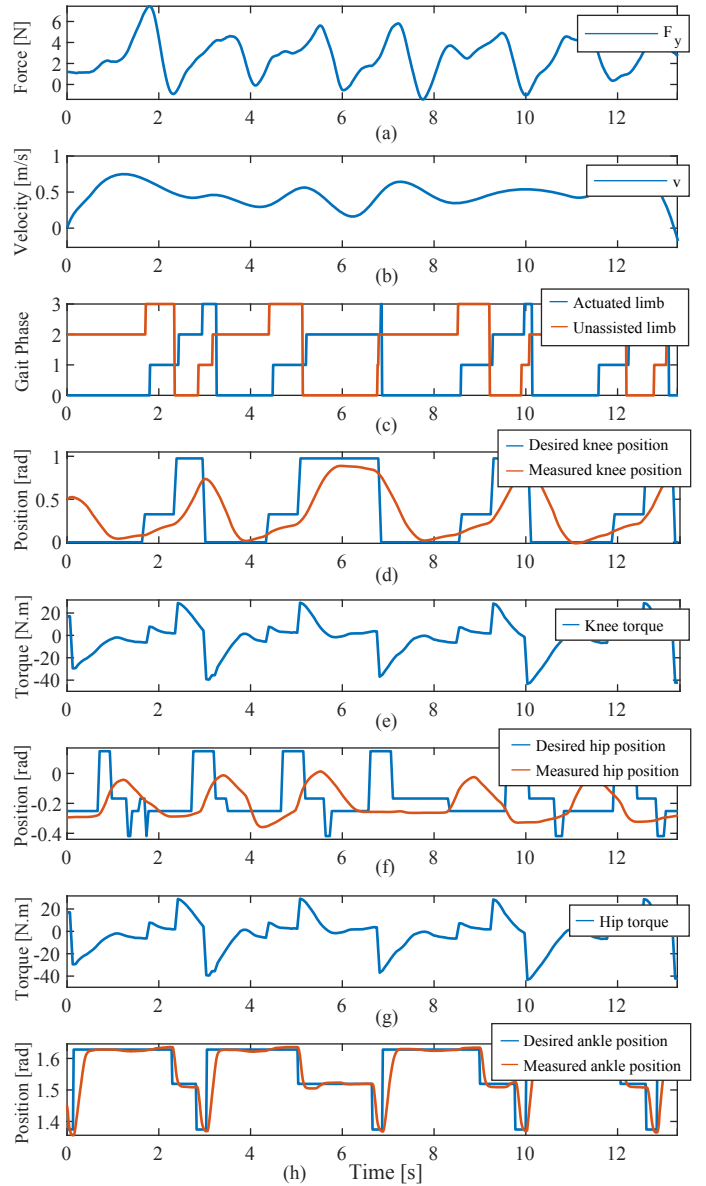 Force [N]
6
4
2
0
F_y
0 2 4 6 8 10 12
(a)
Velocity [m/s]
1
0.5
0
v
0 2 4 6 8 10 12
(b)
Gait Phase
3
2
1
0
Actuated limb
Unassisted limb
0 2 4 6 8 10 12
(c)
Position [rad]
1
0.5
0
Desired knee position
Measured knee position
0 2 4 6 8 10 12
(d)
Torque [N.m]
20
0
-20
-40
Knee torque
0 2 4 6 8 10 12
(e)
Position [rad]
0
-0.2
-0.4
Desired hip position
Measured hip position
0 2 4 6 8 10 12
(f)
Torque [N.m]
20
0
-20
-40
Hip torque
0 2 4 6 8 10 12
(g)
Position [rad]
1.6
1.5
1.4
Desired ankle position
Measured ankle position
0 2 4 6 8 10 12
(h) Time [s]